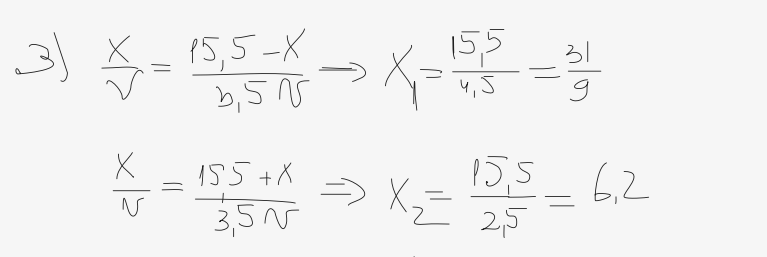 3) x/v = (15,5 - x)/(3,5 v) → x₁ = 15,5/4,5 = 31/9
x/v = (15,5 + x)/(3,5 v) ⇒ x₂ = 15,5/2,5 = 6,2